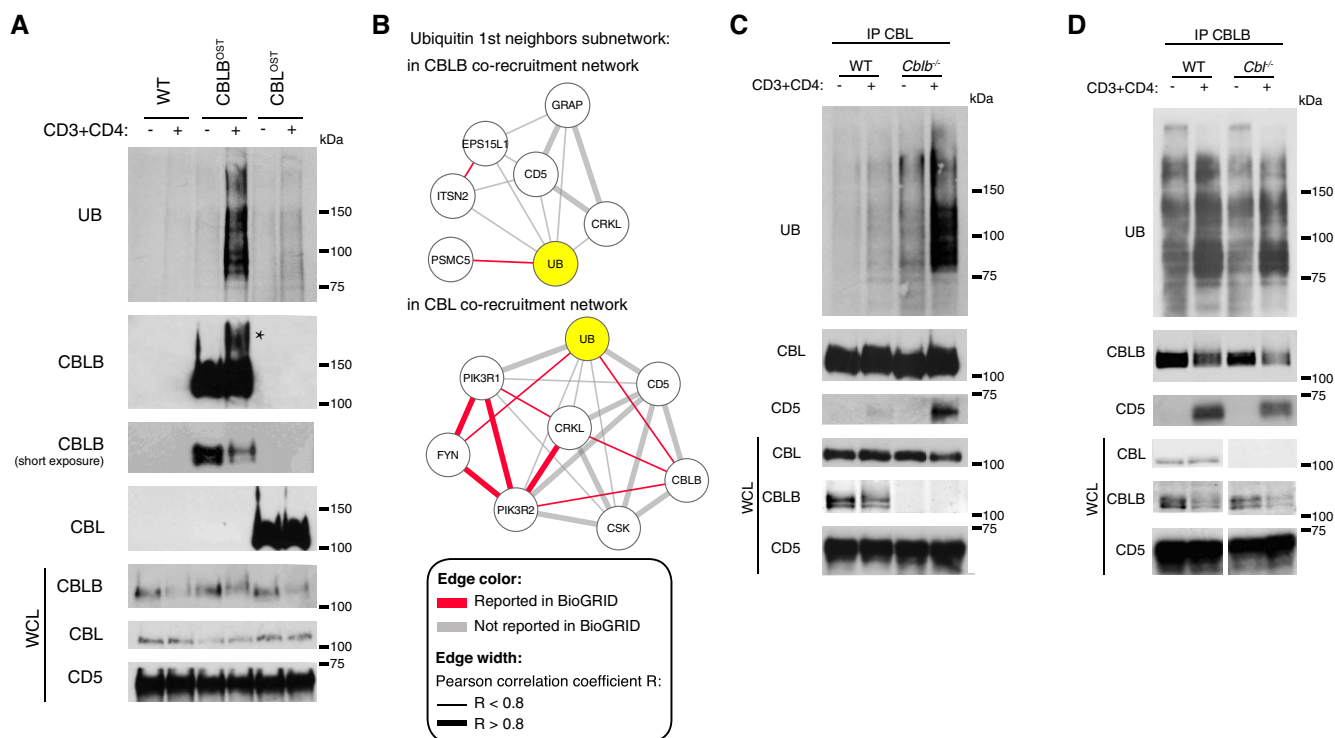 A
WT
CBLB^OST
CBL^OST
CD3+CD4: - + - + - +
kDa
UB
150
100
75
CBLB
*
150
100
CBLB
(short exposure)
CBL
150
100
WCL
CBLB
100
CBL
100
CD5
75
B
Ubiquitin 1st neighbors subnetwork:
in CBLB co-recruitment network
GRAP
EPS15L1
CD5
ITSN2
CRKL
PSMC5
UB
in CBL co-recruitment network
UB
PIK3R1
CD5
CRKL
FYN
CBLB
PIK3R2
CSK
Edge color:
Reported in BioGRID
Not reported in BioGRID
Edge width:
Pearson correlation coefficient R:
R < 0.8
R > 0.8
C
IP CBL
WT Cblb-/-
CD3+CD4: - + - +
kDa
UB
150
100
75
CBL
100
CD5
75
WCL
CBL
100
CBLB
100
CD5
75
D
IP CBLB
WT Cbl-/-
CD3+CD4: - + - +
kDa
UB
150
100
75
CBLB
100
CD5
75
WCL
CBL
100
CBLB
100
CD5
75